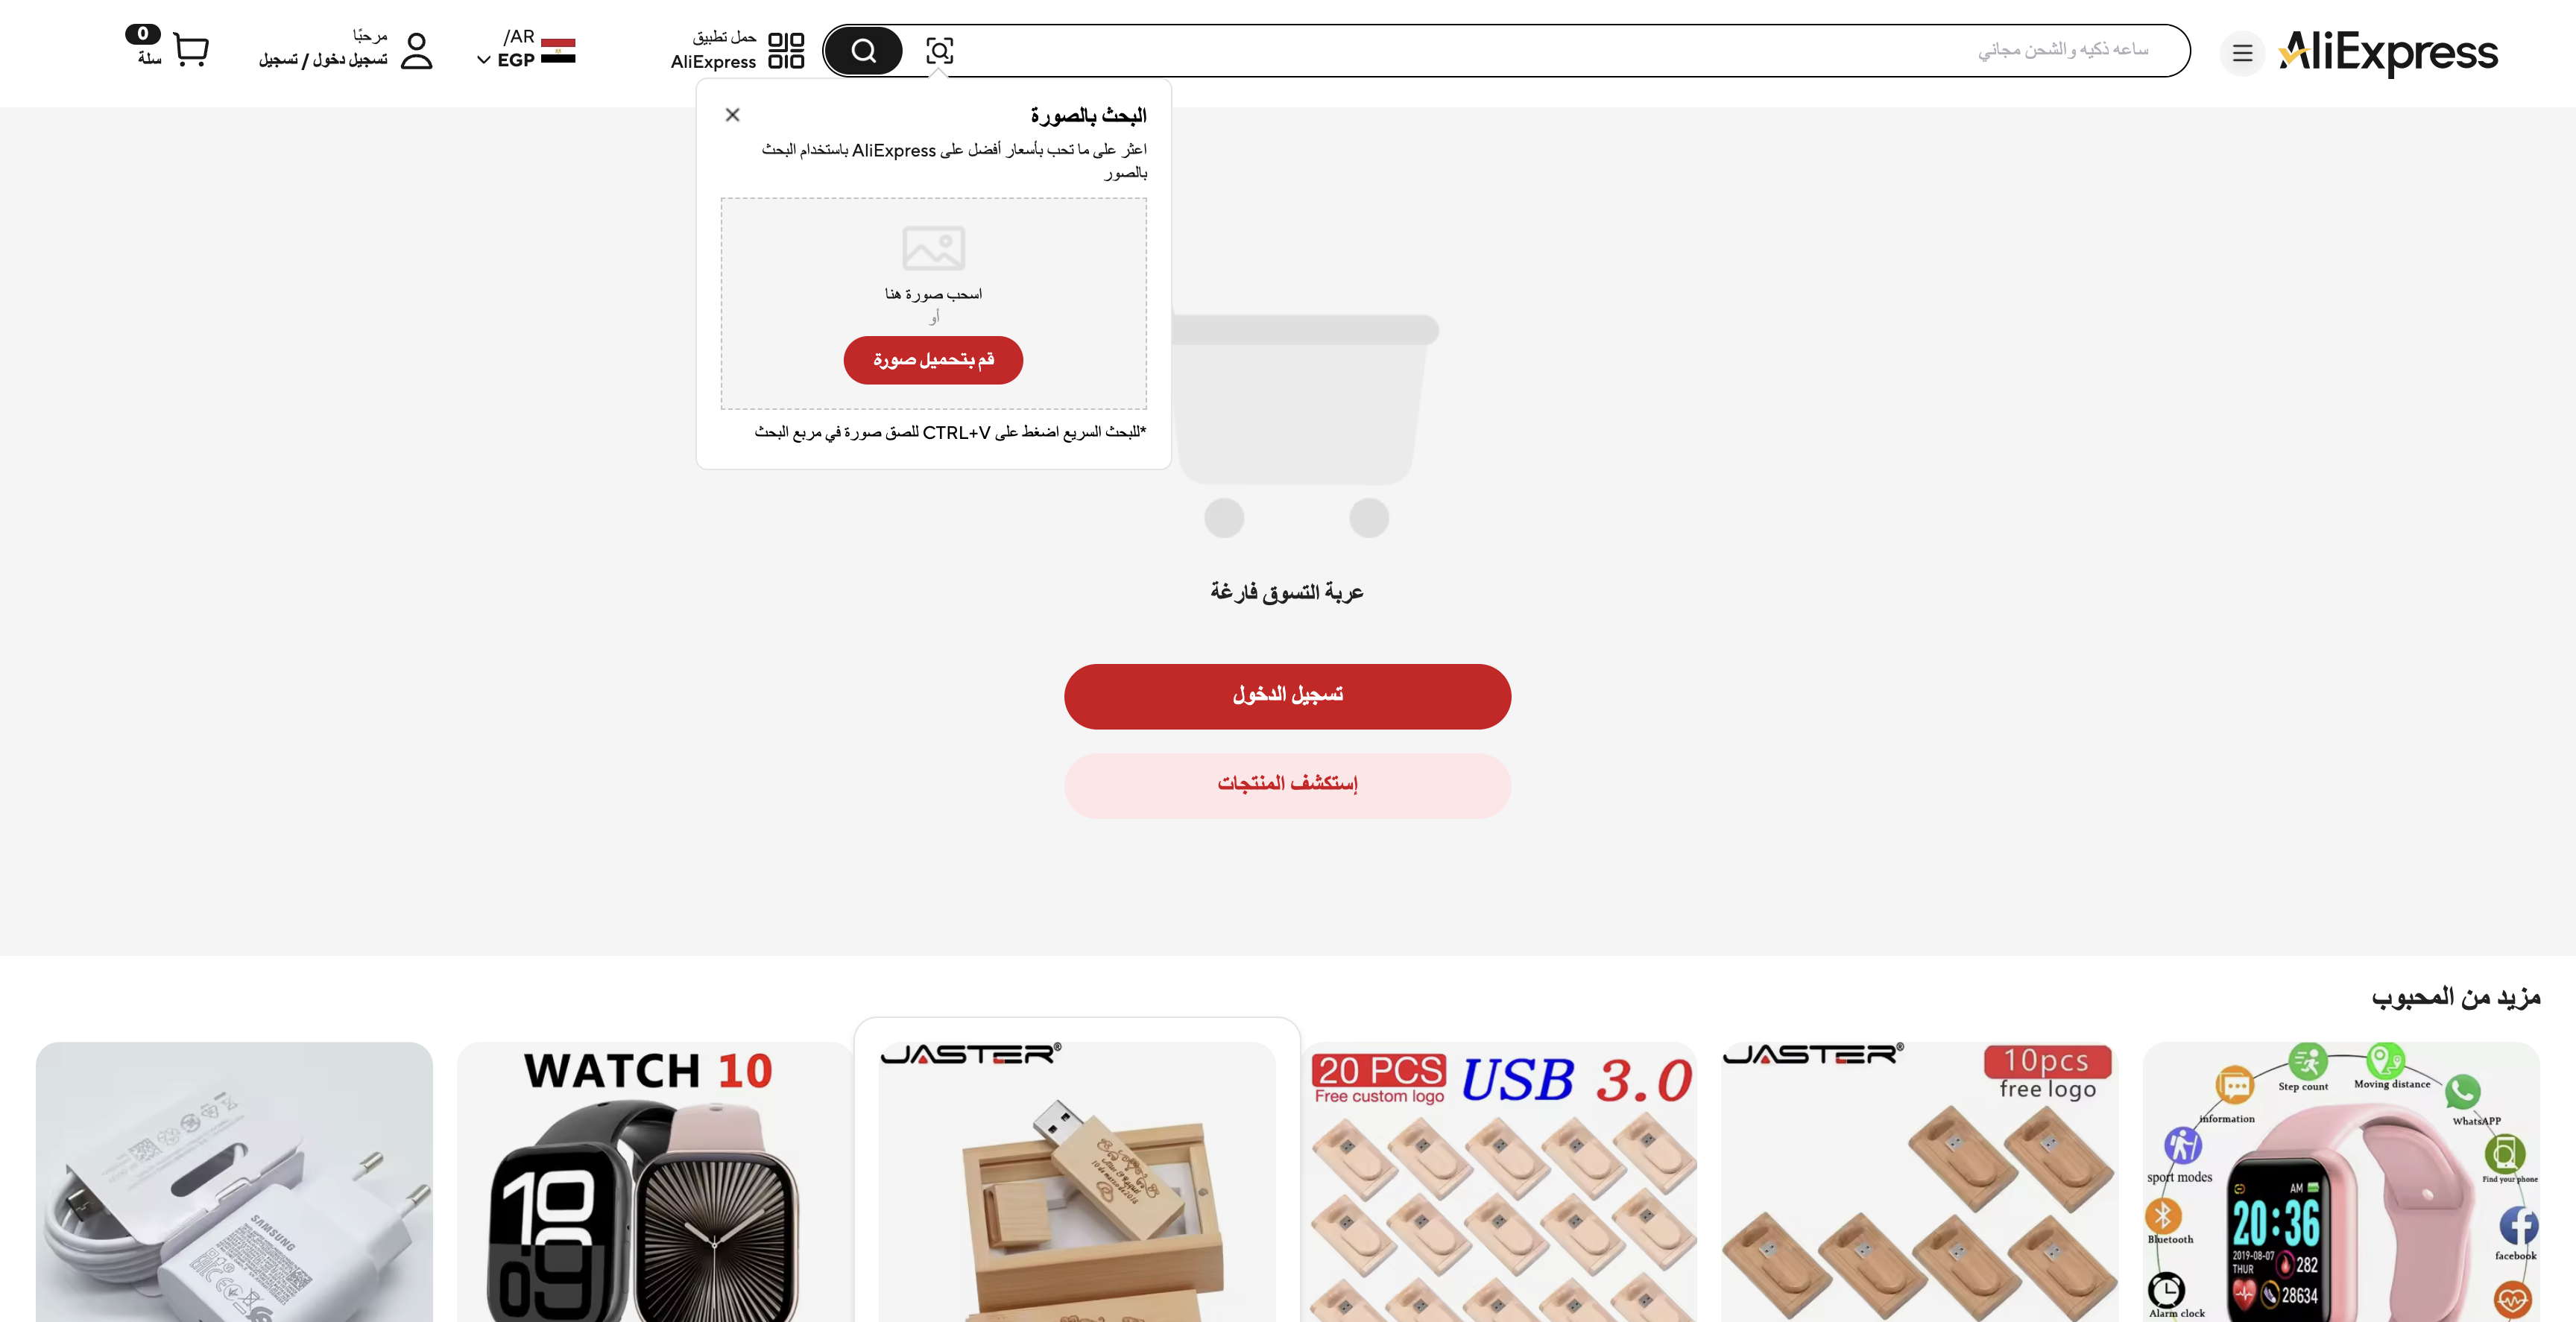 AliExpress
ساعه ذكيه والشحن مجاني
حمل تطبيق
AliExpress
AR/
EGP
مرحبًا
تسجيل دخول / تسجيل
0
سلة
البحث بالصورة
اعثر على ما تحب بأسعار أفضل على AliExpress باستخدام البحث
بالصور
اسحب صورة هنا
أو
قم بتحميل صورة
*للبحث السريع اضغط على CTRL+V للصق صورة في مربع البحث
عربة التسوق فارغة
تسجيل الدخول
إستكشف المنتجات
مزيد من المحبوب
Step count
Moving distance
information
WhatsAPP
sport modes
Find your phone
Bluetooth
facebook
Alarm clock
AM
20:36
2019-08-07
THUR
282
28634
JASTER®
10pcs
free logo
20 PCS
Free custom logo
USB 3.0
JASTER®
WATCH 10
10
09
SAMSUNG